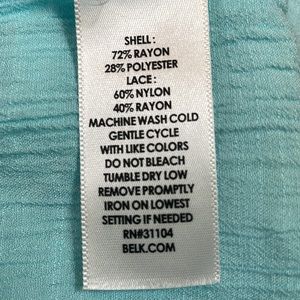 SHELL:
72% RAYON
28% POLYESTER
LACE:
60% NYLON
40% RAYON
MACHINE WASH COLD
GENTLE CYCLE
WITH LIKE COLORS
DO NOT BLEACH
TUMBLE DRY LOW
REMOVE PROMPTLY
IRON ON LOWEST
SETTING IF NEEDED
RN#31104
BELK.COM